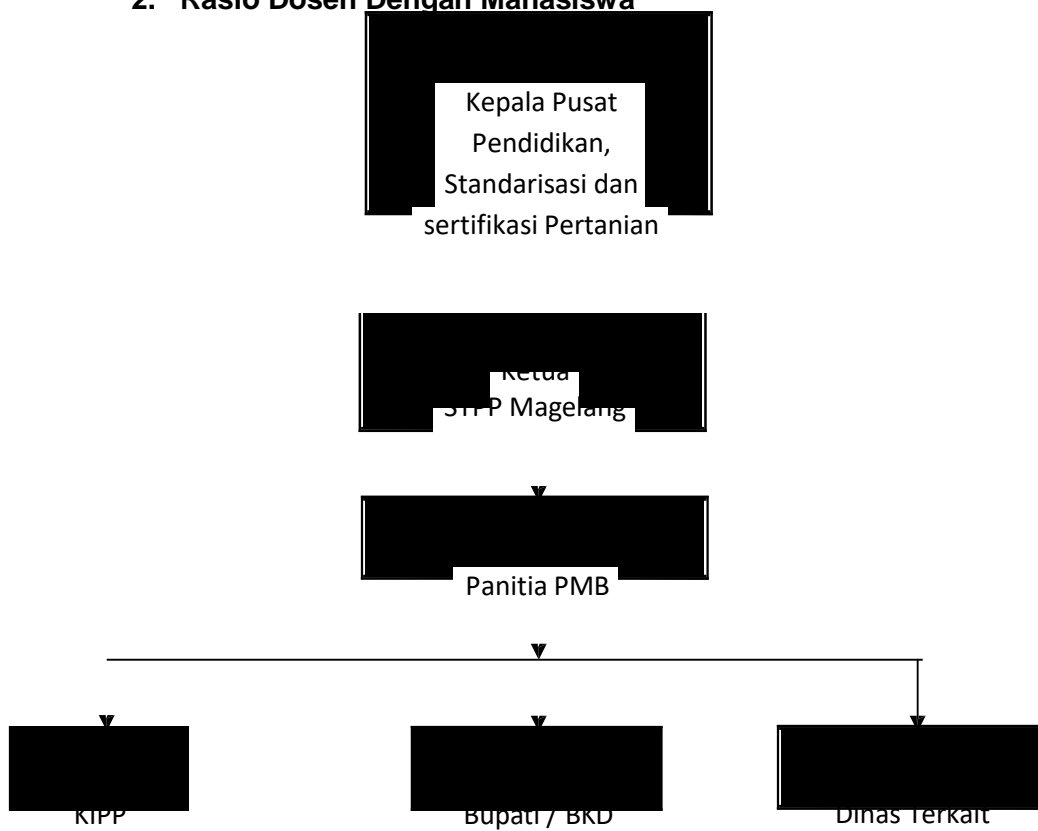 2. Rasio Dosen Dengan Mahasiswa
Kepala Pusat
Pendidikan,
Standarisasi dan
sertifikasi Pertanian
Ketua
STPP Magelang
Panitia PMB
KIPP
Bupati / BKD
Dinas Terkait